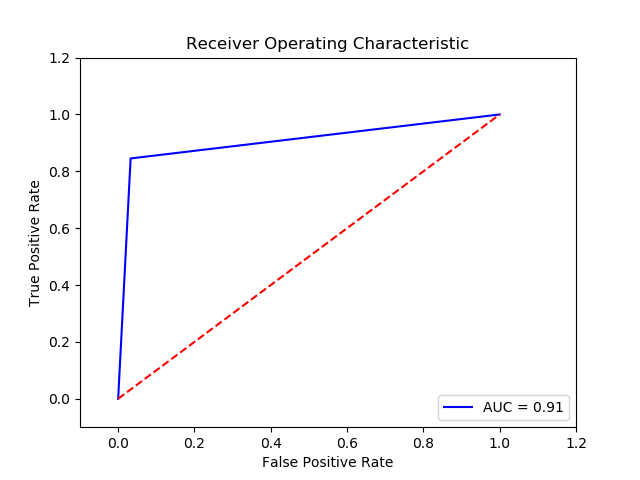 Receiver Operating Characteristic
1.2
1.0
0.8
0.6
0.4
0.2
0.0
True Positive Rate
AUC = 0.91
0.0 0.2 0.4 0.6 0.8 1.0 1.2
False Positive Rate